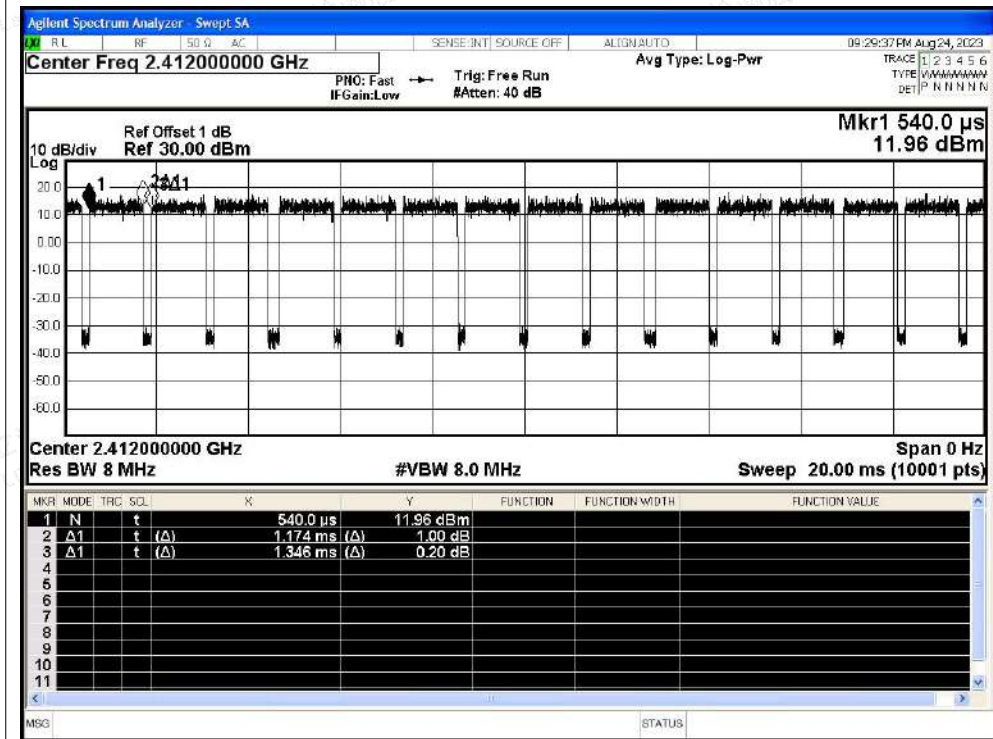 Agilent Spectrum Analyzer - Swept SA
LXI RL RF 50 Ω AC SENSE:INT SOURCE OFF ALIGN AUTO 09:29:37 PM Aug 24, 2023
Center Freq 2.412000000 GHz Avg Type: Log-Pwr TRACE 1 2 3 4 5 6
PNO: Fast Trig: Free Run TYPE
IFGain:Low #Atten: 40 dB DET P N N N N N
Mkr1 540.0 µs
Ref Offset 1 dB
10 dB/div Ref 30.00 dBm 11.96 dBm
Log
20.0
1
10.0
0.00
-10.0
-20.0
-30.0
-40.0
-50.0
-60.0
Center 2.412000000 GHz Span 0 Hz
Res BW 8 MHz #VBW 8.0 MHz Sweep 20.00 ms (10001 pts)
MKR MODE TRC SCL X Y FUNCTION FUNCTION WIDTH FUNCTION VALUE
1 N t 540.0 µs 11.96 dBm
2 Δ1 t (Δ) 1.174 ms (Δ) 1.00 dB
3 Δ1 t (Δ) 1.346 ms (Δ) 0.20 dB
4
5
6
7
8
9
10
11
MSG STATUS